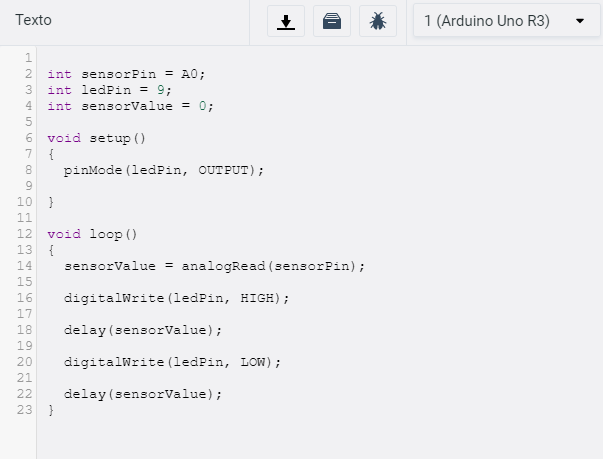 Texto
1 (Arduino Uno R3)
1
2 int sensorPin = A0;
3 int ledPin = 9;
4 int sensorValue = 0;
5
6 void setup()
7 {
8   pinMode(ledPin, OUTPUT);
9
10 }
11
12 void loop()
13 {
14   sensorValue = analogRead(sensorPin);
15
16   digitalWrite(ledPin, HIGH);
17
18   delay(sensorValue);
19
20   digitalWrite(ledPin, LOW);
21
22   delay(sensorValue);
23 }